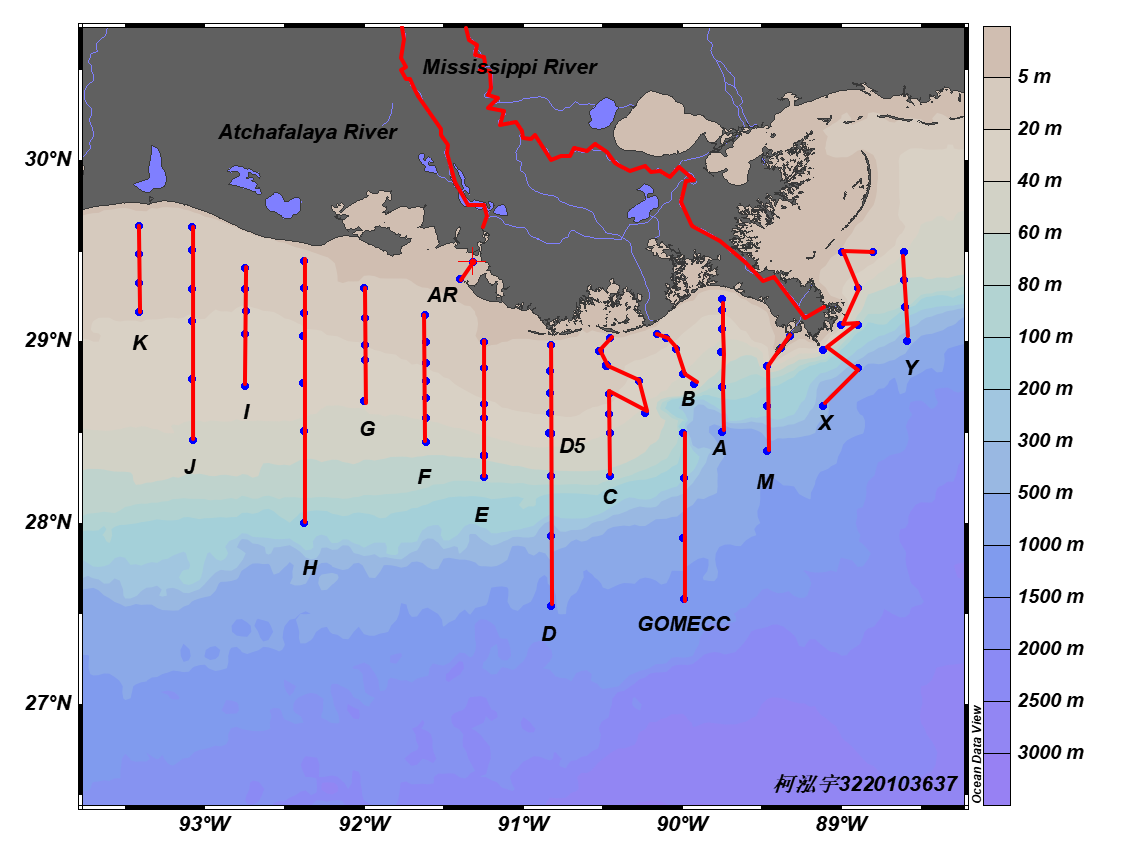 Mississippi River
5 m
Atchafalaya River
20 m
30°N
40 m
60 m
80 m
AR
29°N
100 m
K
Y
200 m
B
I
G
X
300 m
D5
A
J
F
M
C
500 m
E
28°N
1000 m
H
1500 m
GOMECC
D
2000 m
27°N
2500 m
3000 m
Ocean Data View
柯泓宇3220103637
93°W
92°W
91°W
90°W
89°W